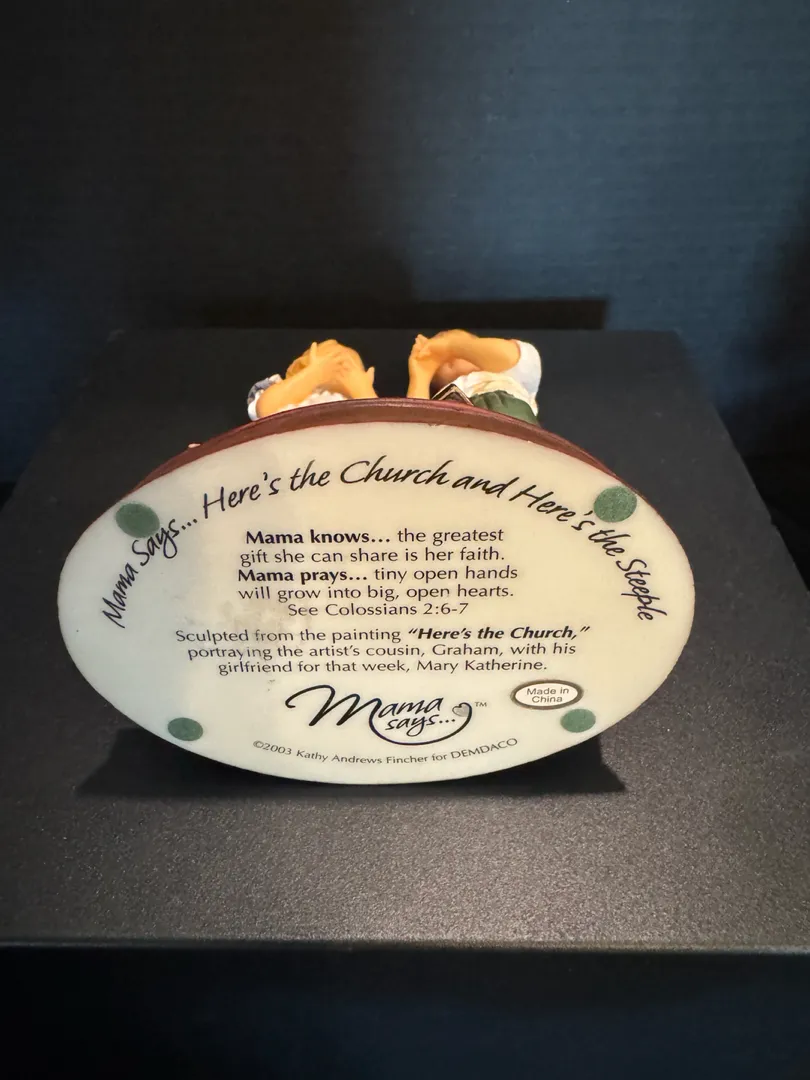 Mama Says... Here's the Church and Here's the Steeple
Mama knows... the greatest
gift she can share is her faith.
Mama prays... tiny open hands
will grow into big, open hearts.
See Colossians 2:6-7
Sculpted from the painting "Here's the Church,"
portraying the artist's cousin, Graham, with his
girlfriend for that week, Mary Katherine.
Mama
says...™
Made in
China
©2003 Kathy Andrews Fincher for DEMDACO